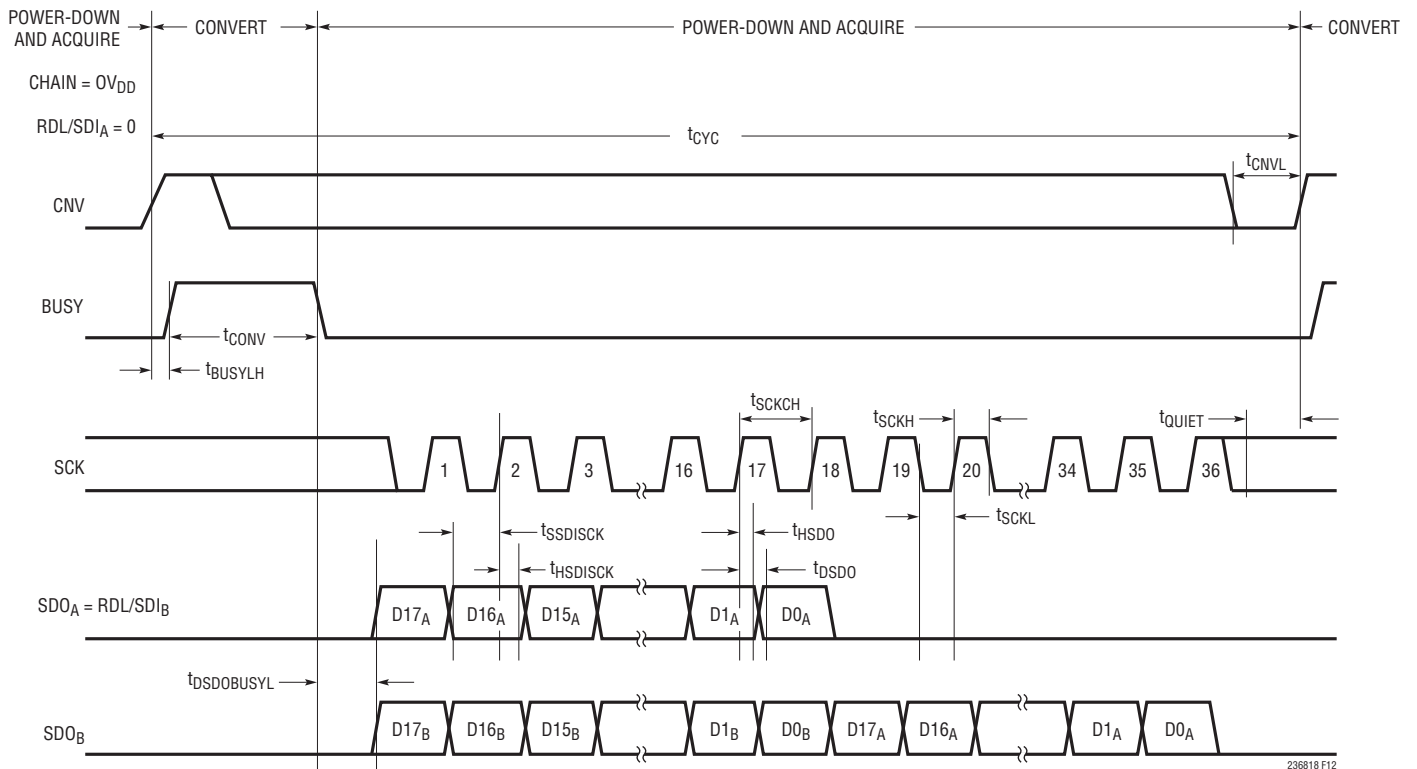 POWER-DOWN AND ACQUIRE
CONVERT
POWER-DOWN AND ACQUIRE
CONVERT
CHAIN = OVDD
RDL/SDIA = 0
tCYC
tCNVL
CNV
BUSY
tCONV
tBUSYLH
tSCKCH
tSCKH
tQUIET
SCK
1
2
3
16
17
18
19
20
34
35
36
tSCKL
tSSDISCK
tHSDO
tHSDISCK
tDSDO
SDOA = RDL/SDIB
D17A
D16A
D15A
D1A
D0A
tDSDOBUSYL
SDOB
D17B
D16B
D15B
D1B
D0B
D17A
D16A
D1A
D0A
236818 F12